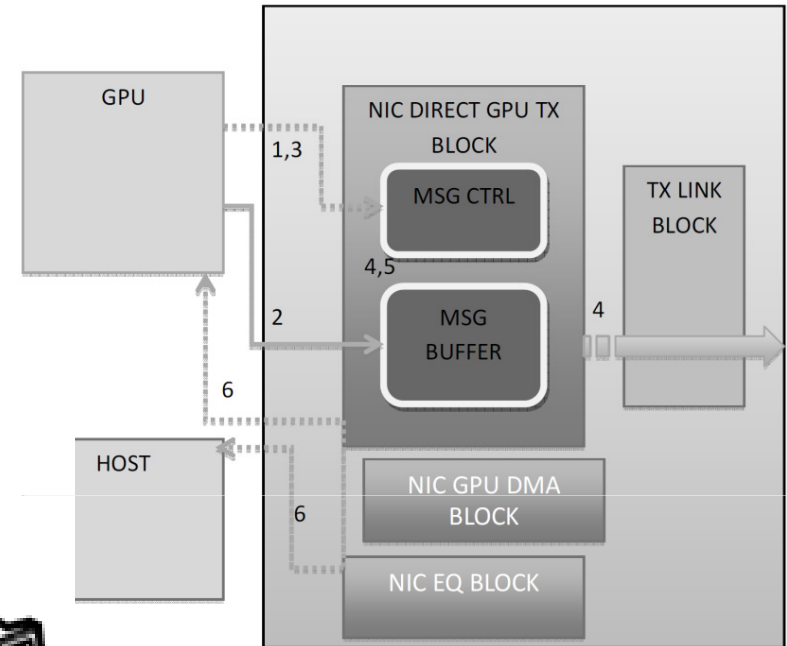 GPU
NIC DIRECT GPU TX
BLOCK
1,3
MSG CTRL
TX LINK
BLOCK
4,5
2
MSG
BUFFER
4
6
HOST
NIC GPU DMA
BLOCK
6
NIC EQ BLOCK